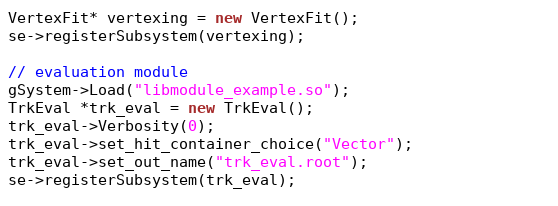 VertexFit* vertexing = new VertexFit();
se->registerSubsystem(vertexing);

// evaluation module
gSystem->Load("libmodule_example.so");
TrkEval *trk_eval = new TrkEval();
trk_eval->Verbosity(0);
trk_eval->set_hit_container_choice("Vector");
trk_eval->set_out_name("trk_eval.root");
se->registerSubsystem(trk_eval);